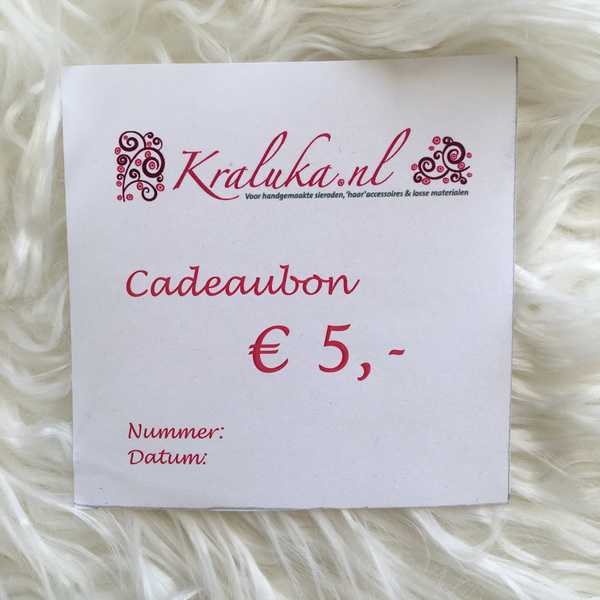 Kraluka.nl
Voor handgemaakte sieraden, 'haar'accessoires & losse materialen
Cadeaubon
€ 5,-
Nummer:
Datum: